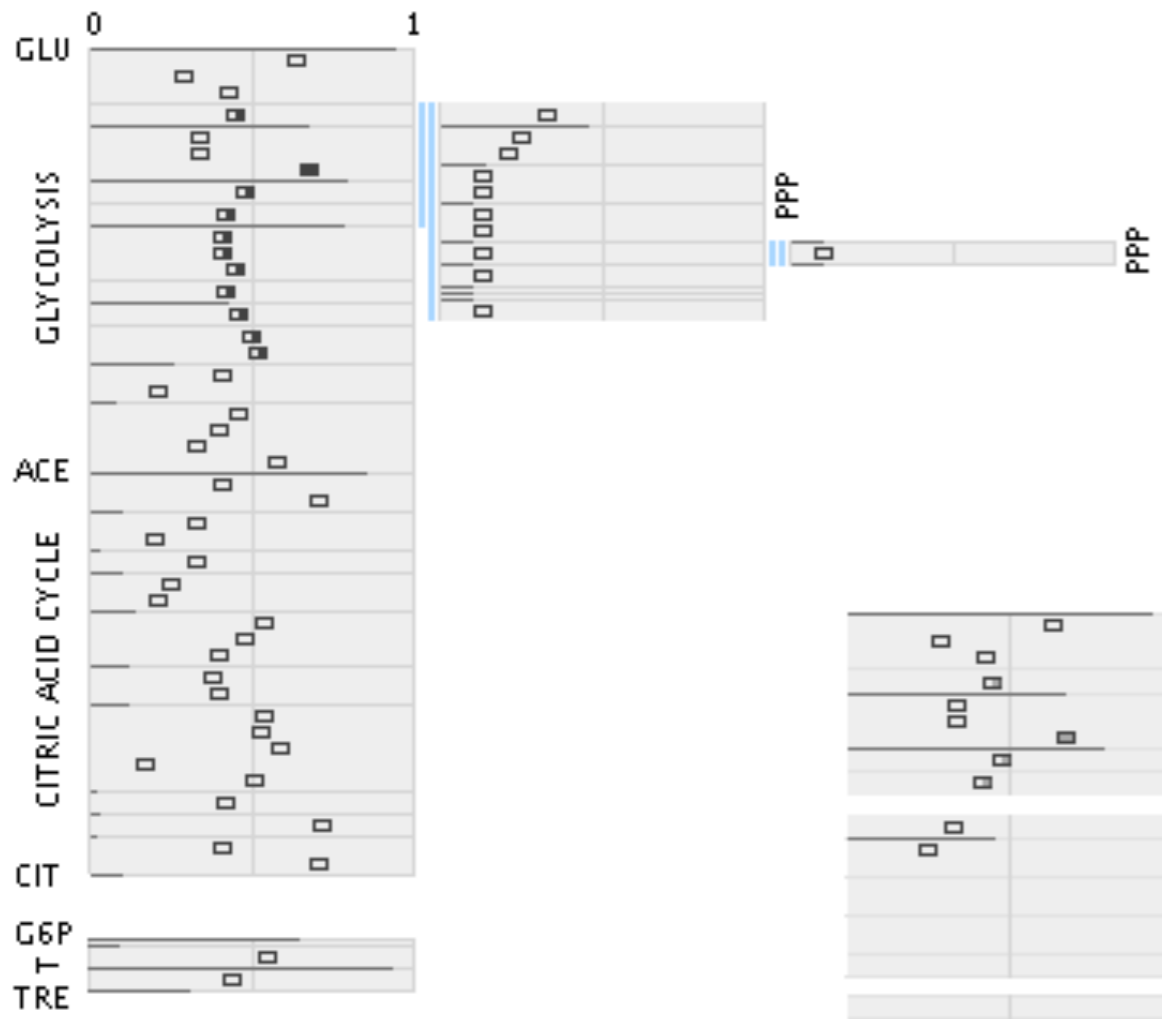 0 1
GLU
GLYCOLYSIS
PPP
PPP
ACE
CITRIC ACID CYCLE
CIT
G6P
T
TRE